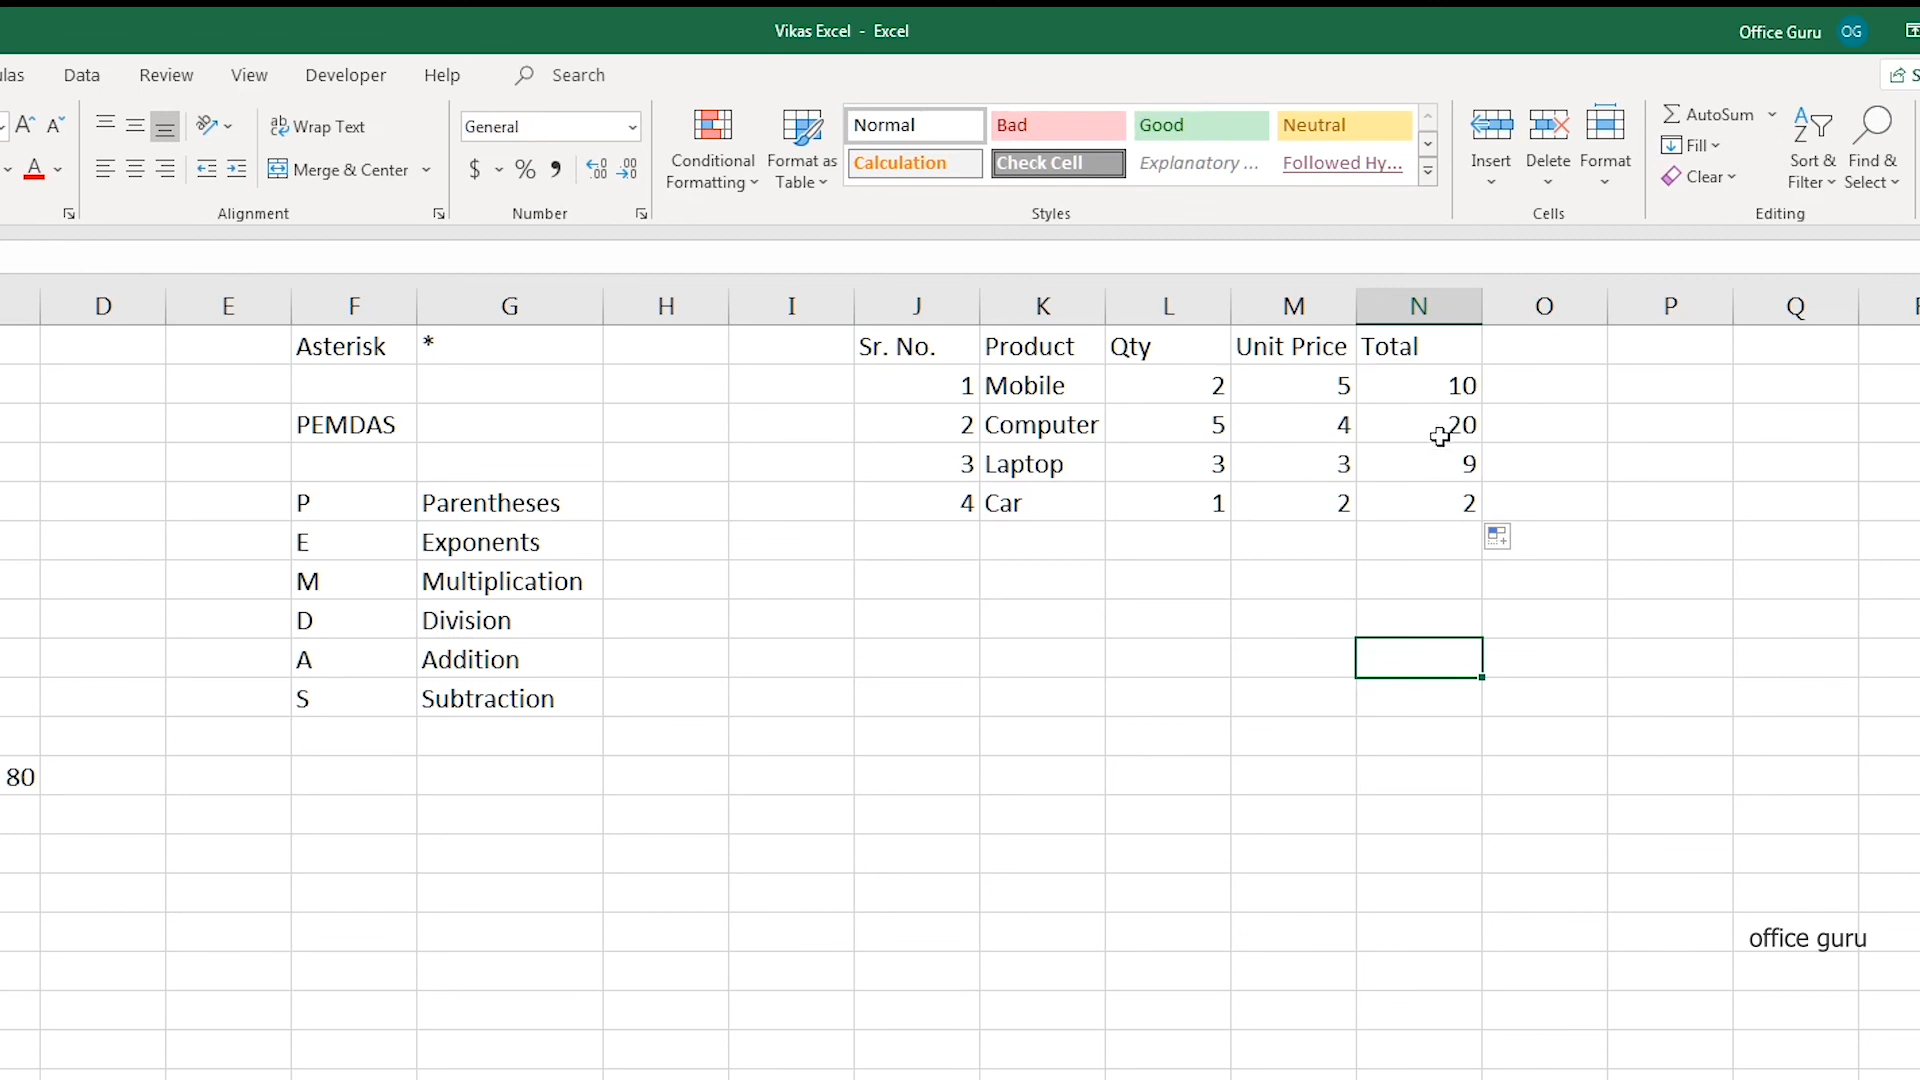 Vikas Excel - Excel
Office Guru OG
ulas Data Review View Developer Help Search S
A A Wrap Text General Conditional Formatting Format as Table Normal Bad Good Neutral Insert Delete Format AutoSum Sort & Filter Find & Select
A Merge & Center $ % Calculation Check Cell Explanatory ... Followed Hy... Fill Clear
Alignment Number Styles Cells Editing
D E F G H I J K L M N O P Q
Asterisk * Sr. No. Product Qty Unit Price Total
1 Mobile 2 5 10
PEMDAS 2 Computer 5 4 20
3 Laptop 3 3 9
P Parentheses 4 Car 1 2 2
E Exponents
M Multiplication
D Division
A Addition
S Subtraction
80
office guru